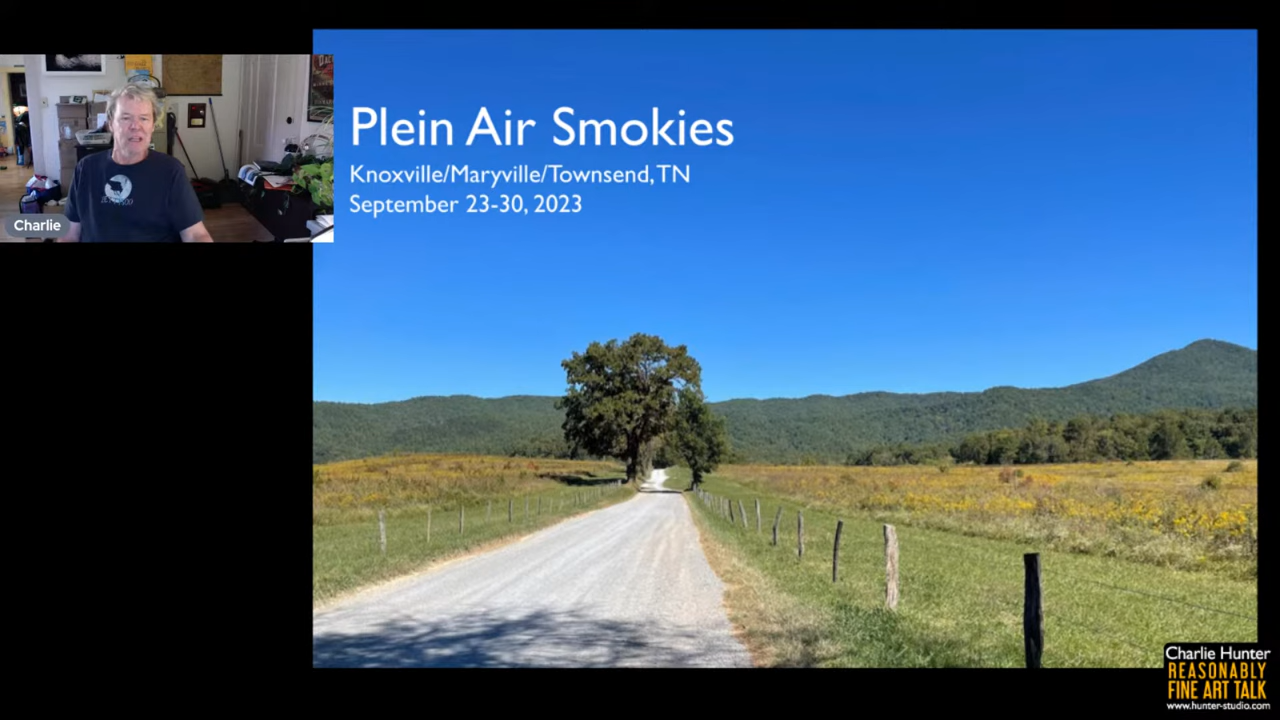 Plein Air Smokies
Knoxville/Maryville/Townsend, TN
September 23-30, 2023
Charlie
Charlie Hunter
REASONABLY
FINE ART TALK
www.hunter-studio.com